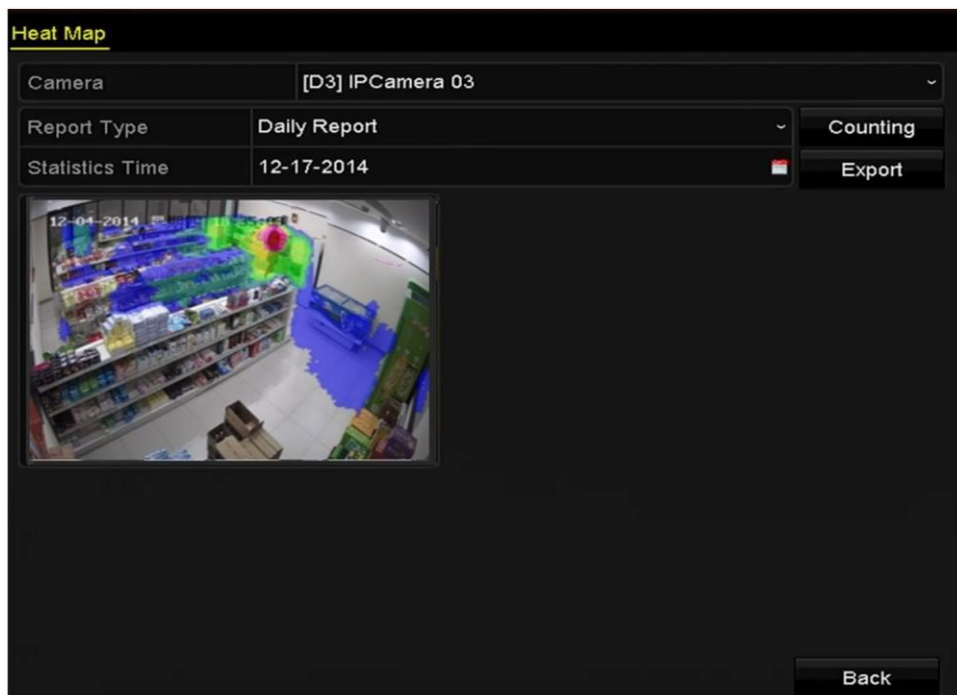 Heat Map
Camera [D3] IPCamera 03
Report Type Daily Report Counting
Statistics Time 12-17-2014 Export
12-04-2014
Back